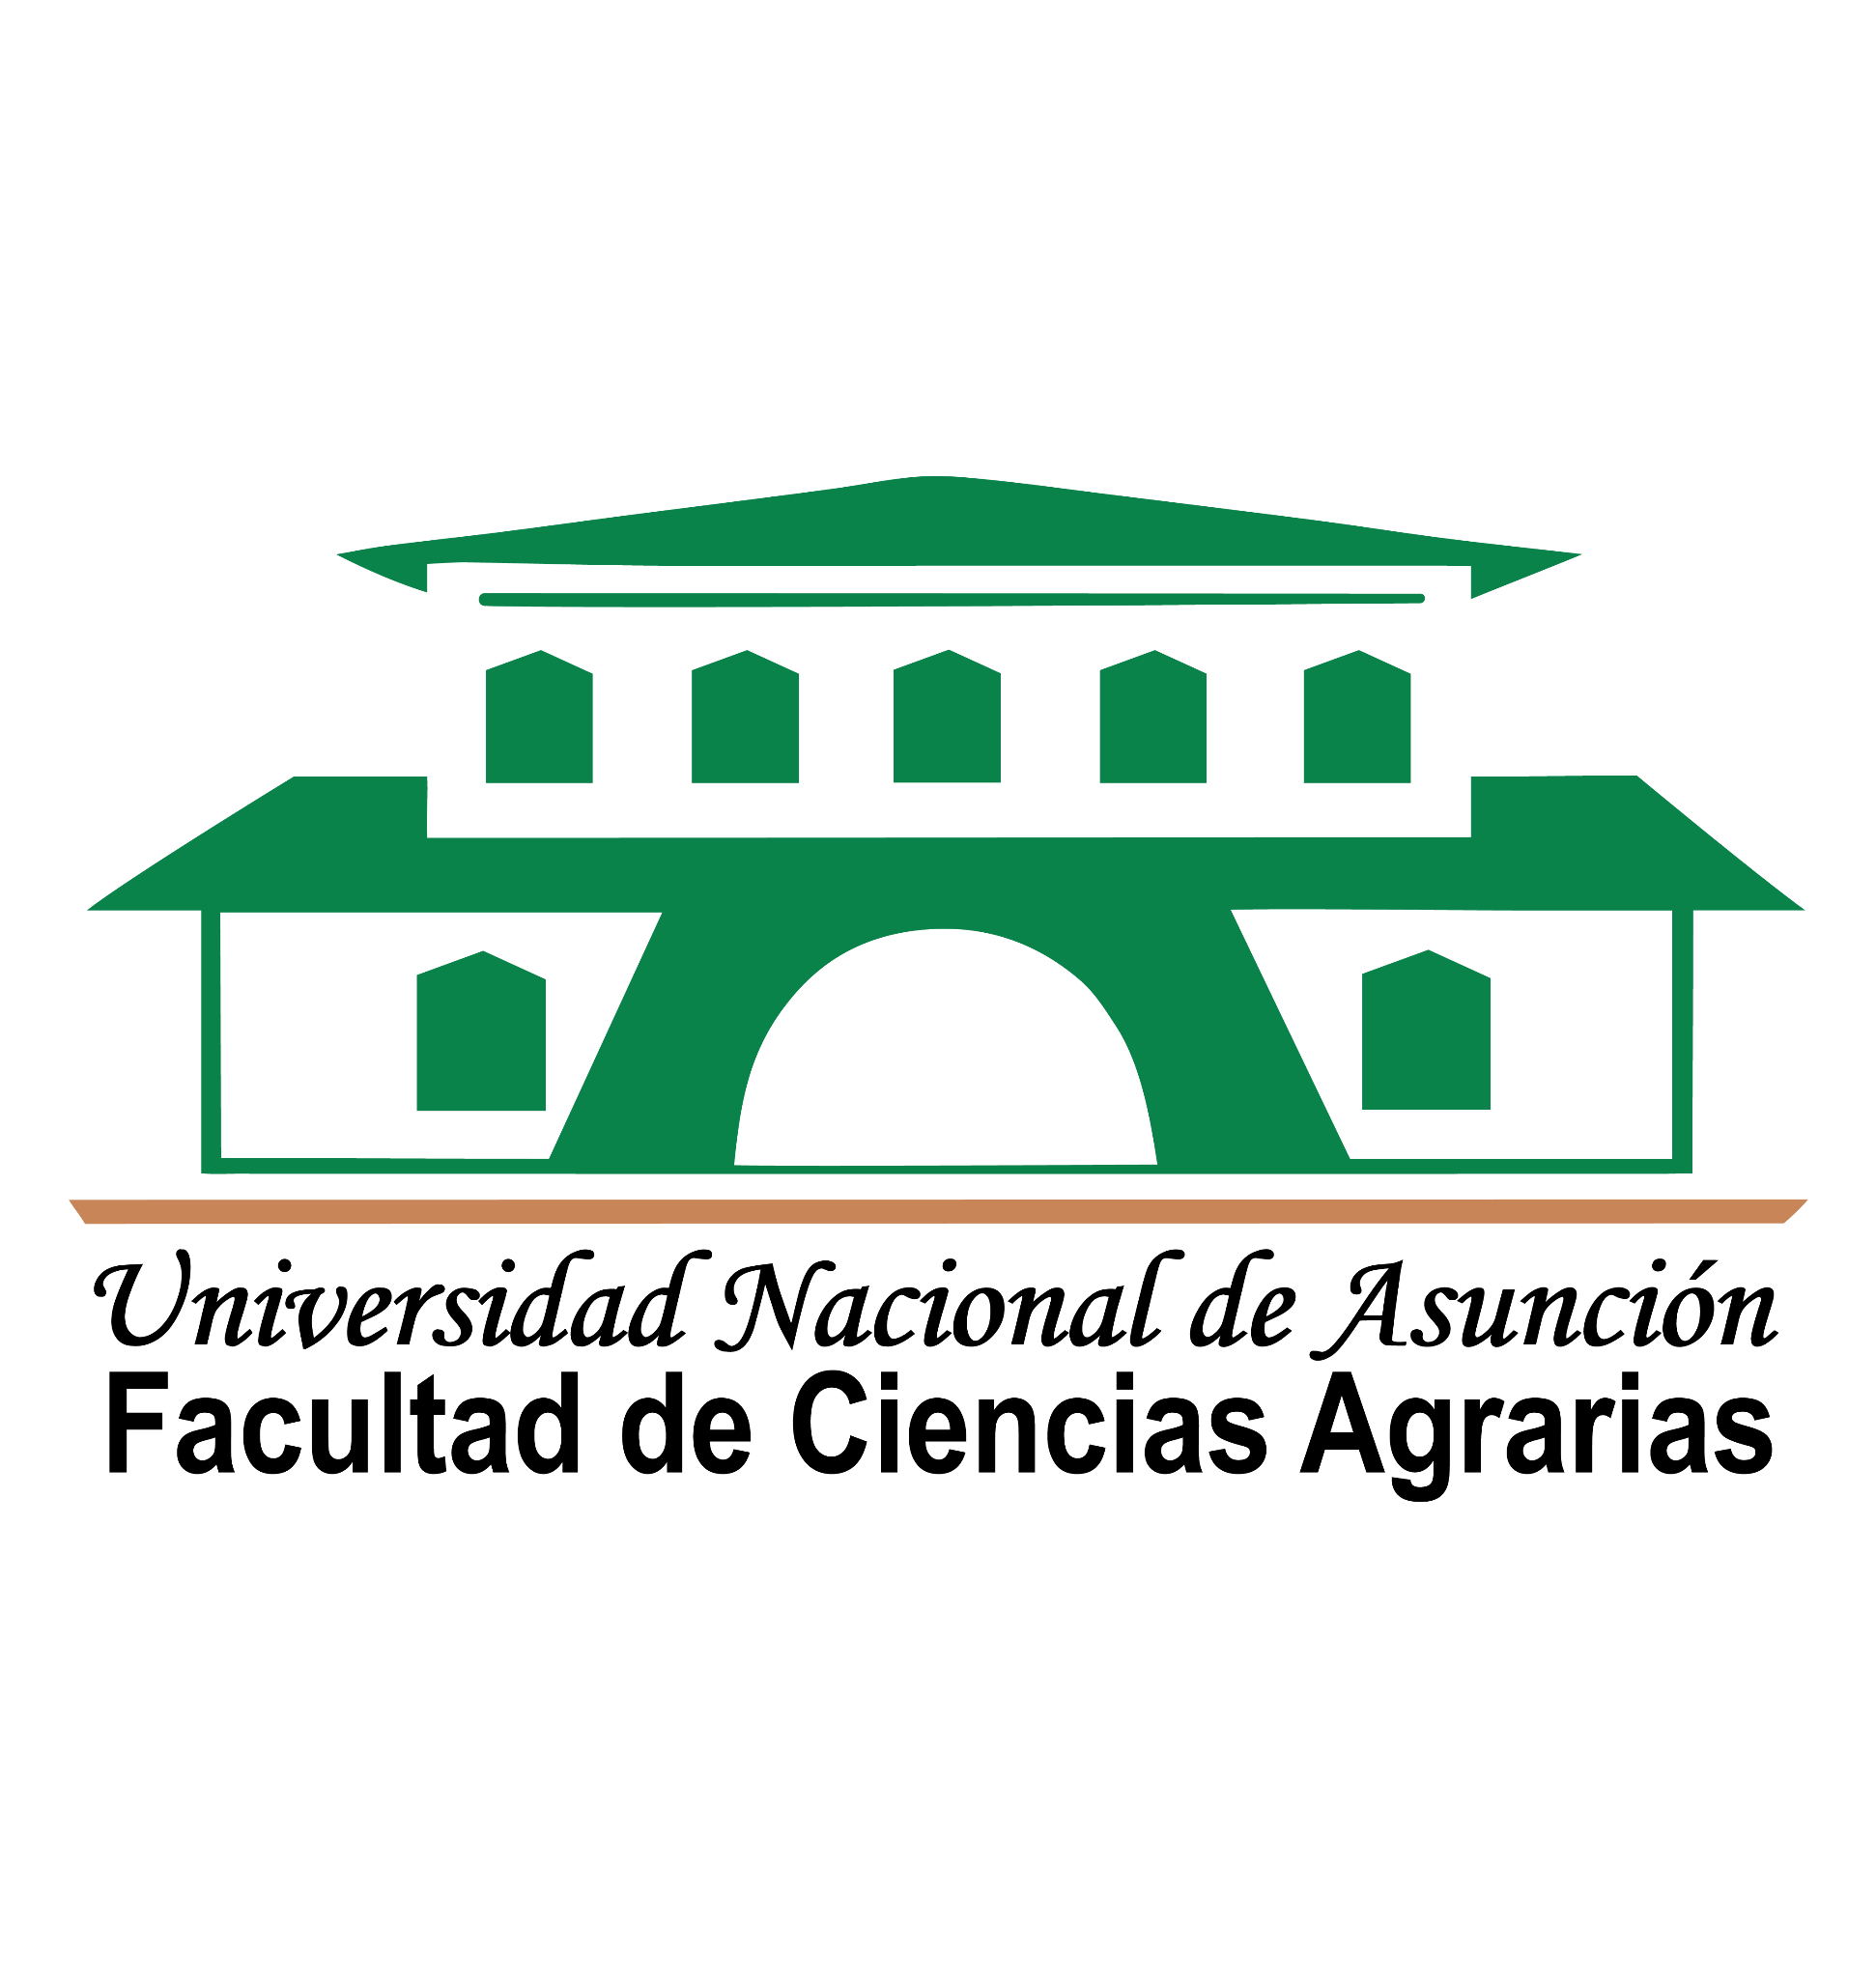 Universidad Nacional de Asunción
Facultad de Ciencias Agrarias